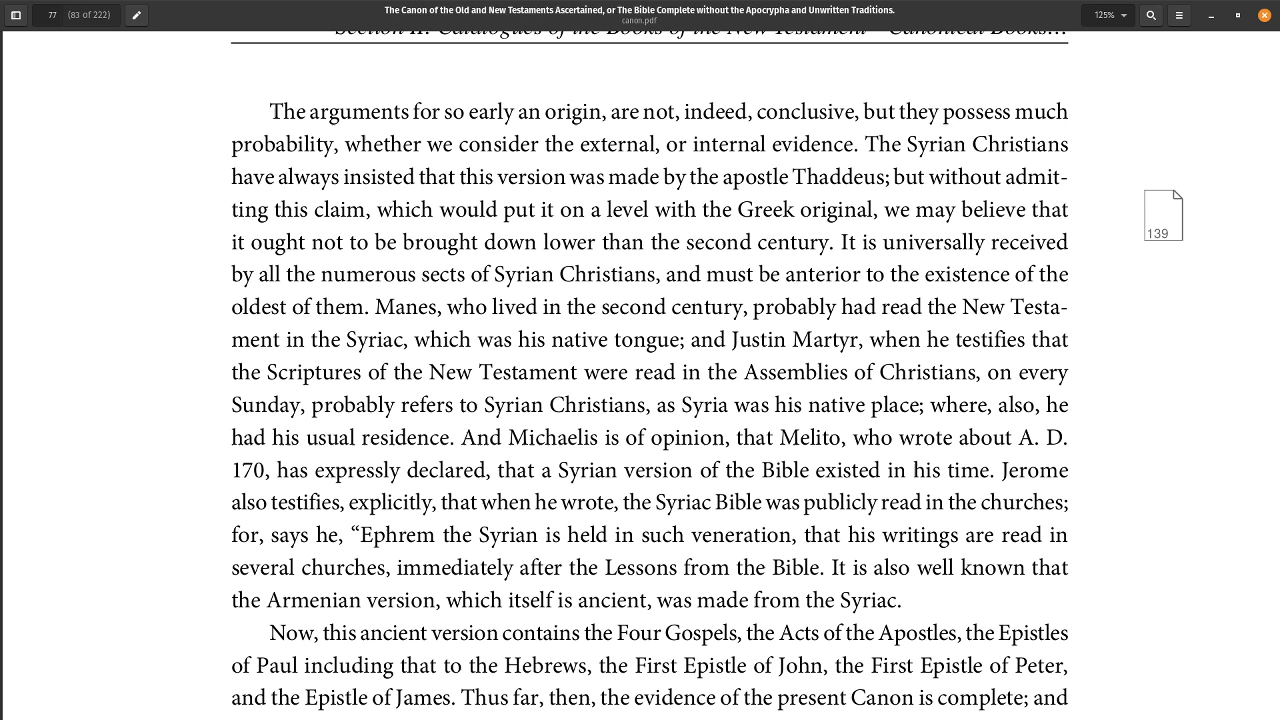 77
(83 of 222)
The Canon of the Old and New Testaments Ascertained, or The Bible Complete without the Apocrypha and Unwritten Traditions.
canon.pdf
125%
Section II. Catalogues of the Books of the New Testament – Canonical Books…
The arguments for so early an origin, are not, indeed, conclusive, but they possess much
probability, whether we consider the external, or internal evidence. The Syrian Christians
have always insisted that this version was made by the apostle Thaddeus; but without admit-
ting this claim, which would put it on a level with the Greek original, we may believe that
it ought not to be brought down lower than the second century. It is universally received
by all the numerous sects of Syrian Christians, and must be anterior to the existence of the
oldest of them. Manes, who lived in the second century, probably had read the New Testa-
ment in the Syriac, which was his native tongue; and Justin Martyr, when he testifies that
the Scriptures of the New Testament were read in the Assemblies of Christians, on every
Sunday, probably refers to Syrian Christians, as Syria was his native place; where, also, he
had his usual residence. And Michaelis is of opinion, that Melito, who wrote about A. D.
170, has expressly declared, that a Syrian version of the Bible existed in his time. Jerome
also testifies, explicitly, that when he wrote, the Syriac Bible was publicly read in the churches;
for, says he, “Ephrem the Syrian is held in such veneration, that his writings are read in
several churches, immediately after the Lessons from the Bible. It is also well known that
the Armenian version, which itself is ancient, was made from the Syriac.
Now, this ancient version contains the Four Gospels, the Acts of the Apostles, the Epistles
of Paul including that to the Hebrews, the First Epistle of John, the First Epistle of Peter,
and the Epistle of James. Thus far, then, the evidence of the present Canon is complete; and
139